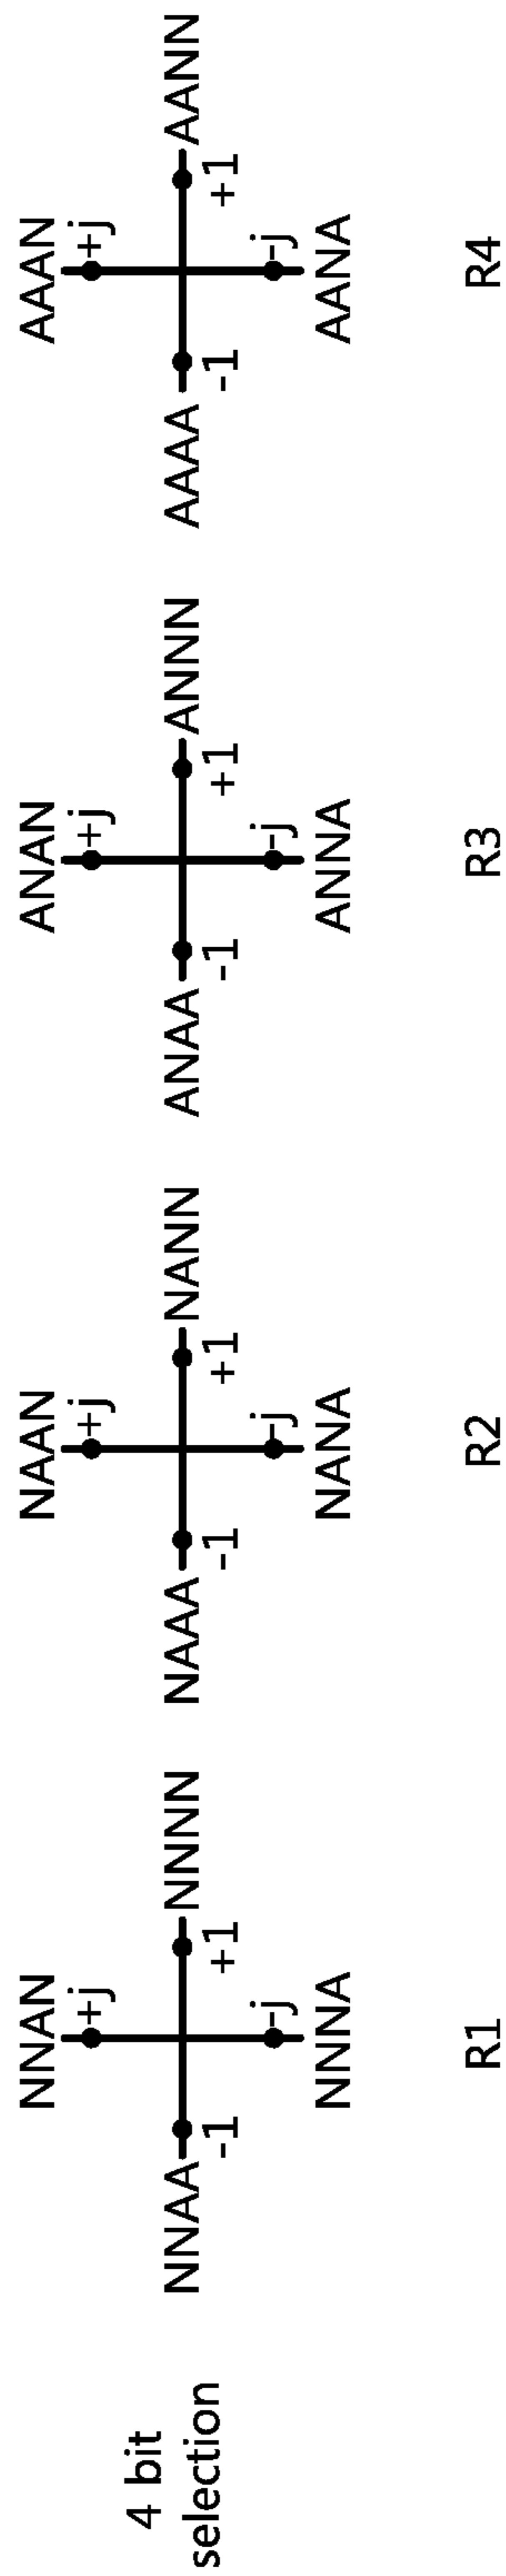 4 bit
selection
NNAN
+j
NNAA
-1
+1
NNNN
-j
NNNA
R1
NAAN
+j
NAAA
-1
+1
NANN
-j
NANA
R2
ANAN
+j
ANAA
-1
+1
ANNN
-j
ANNA
R3
AAAN
+j
AAAA
-1
+1
AANN
-j
AANA
R4